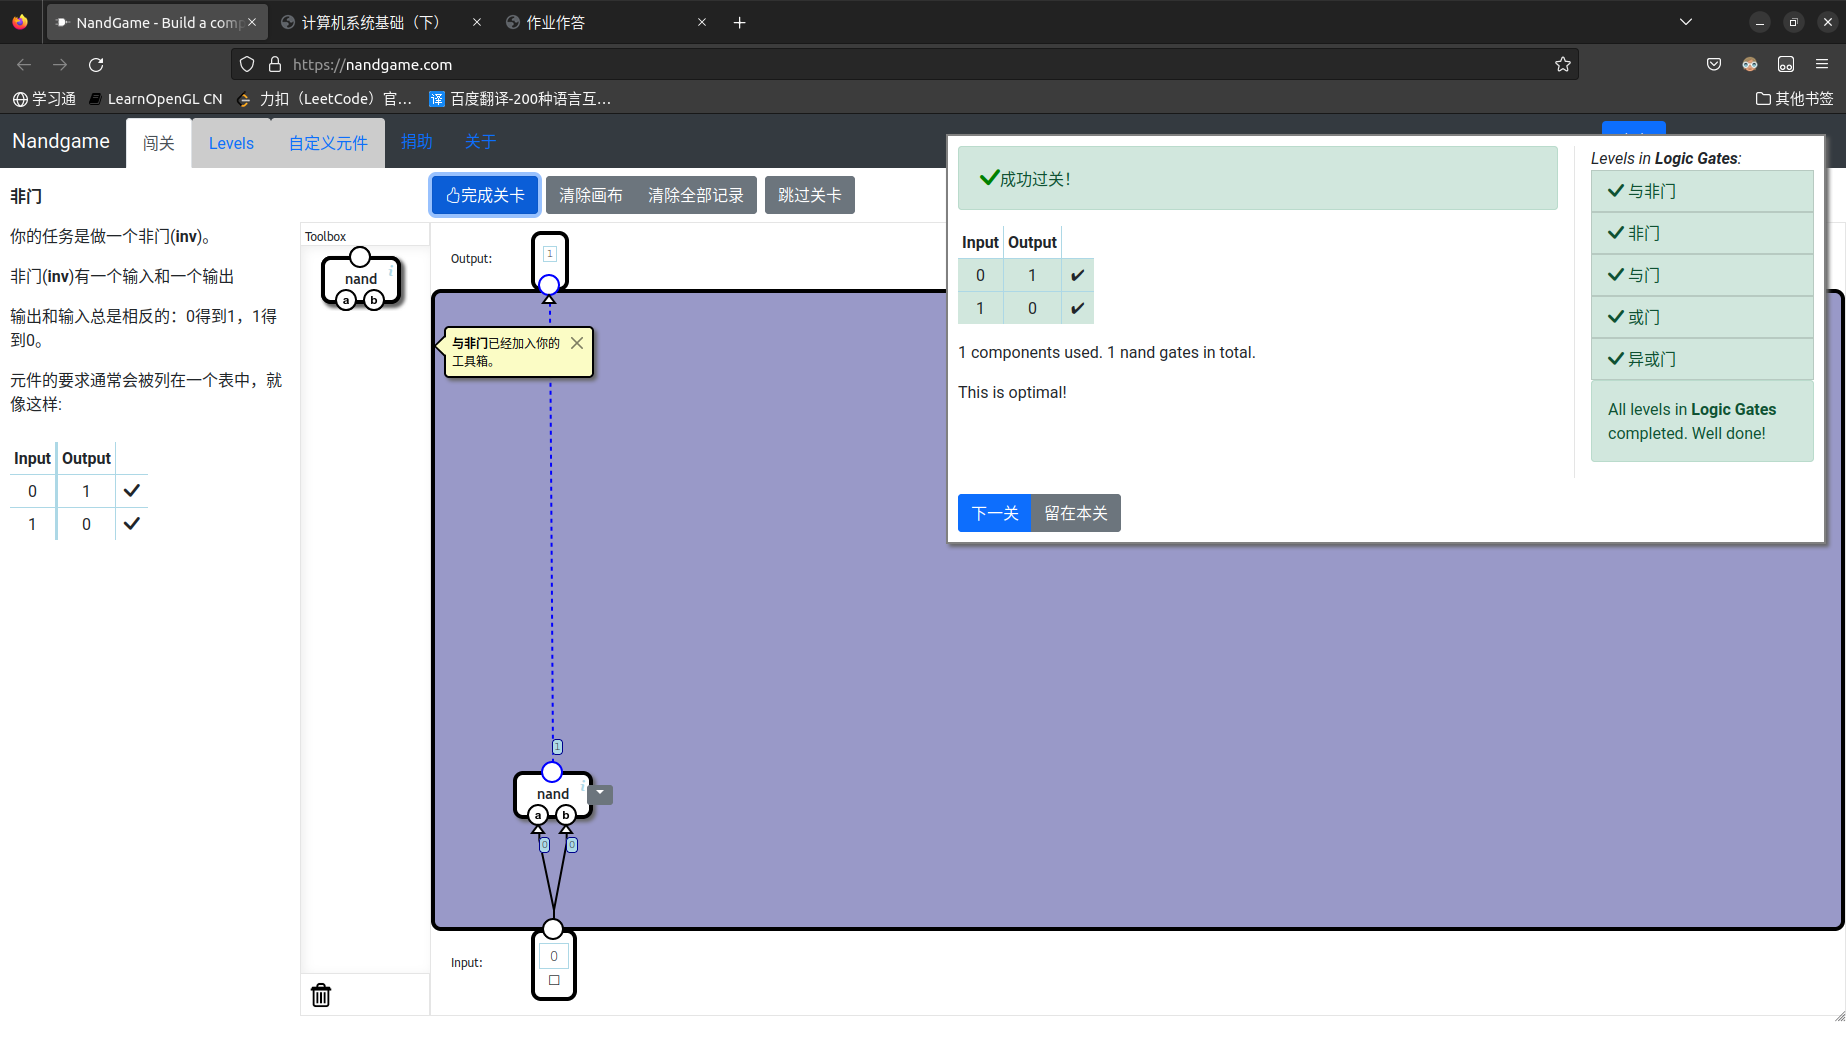 NandGame - Build a comp
计算机系统基础（下）
作业作答
https://nandgame.com
学习通
LearnOpenGL CN
力扣（LeetCode）官...
译 百度翻译-200种语言互...
其他书签
Nandgame
闯关
Levels
自定义元件
捐助
关于
非门
你的任务是做一个非门(inv)。
非门(inv)有一个输入和一个输出
输出和输入总是相反的：0得到1，1得
到0。
元件的要求通常会被列在一个表中，就
像这样:
Input Output
0 1
1 0
完成关卡
清除画布
清除全部记录
跳过关卡
Toolbox
nand
i
a b
Output:
1
与非门已经加入你的
工具箱。
1
nand
i
a b
0 0
Input:
0
成功过关！
Input Output
0 1 ✔
1 0 ✔
1 components used. 1 nand gates in total.
This is optimal!
下一关
留在本关
Levels in Logic Gates:
与非门
非门
与门
或门
异或门
All levels in Logic Gates
completed. Well done!